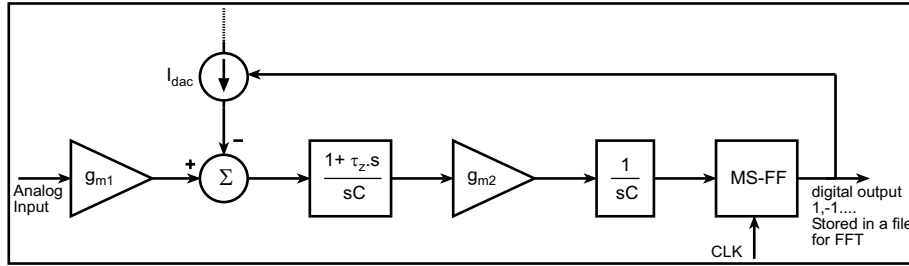 I_dac
−
+
g_m1
Σ
1+ τ_z.s
sC
g_m2
1
sC
MS-FF
Analog
Input
digital output
1,-1....
Stored in a file
for FFT
CLK